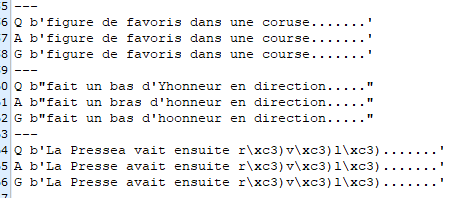 5 ---
6 Q b'figure de favoris dans une coruse.......'
7 A b'figure de favoris dans une course.......'
8 G b'figure de favoris dans une course.......'
9 ---
0 Q b"fait un bas d'Yhonneur en direction....."
1 A b"fait un bras d'honneur en direction....."
2 G b"fait un bas d'hoonneur en direction....."
3 ---
4 Q b'La Pressea vait ensuite r\xc3)v\xc3)l\xc3).......'
5 A b'La Presse avait ensuite r\xc3)v\xc3)l\xc3).......'
6 G b'La Presse avait ensuite r\xc3)v\xc3)l\xc3).......'
7